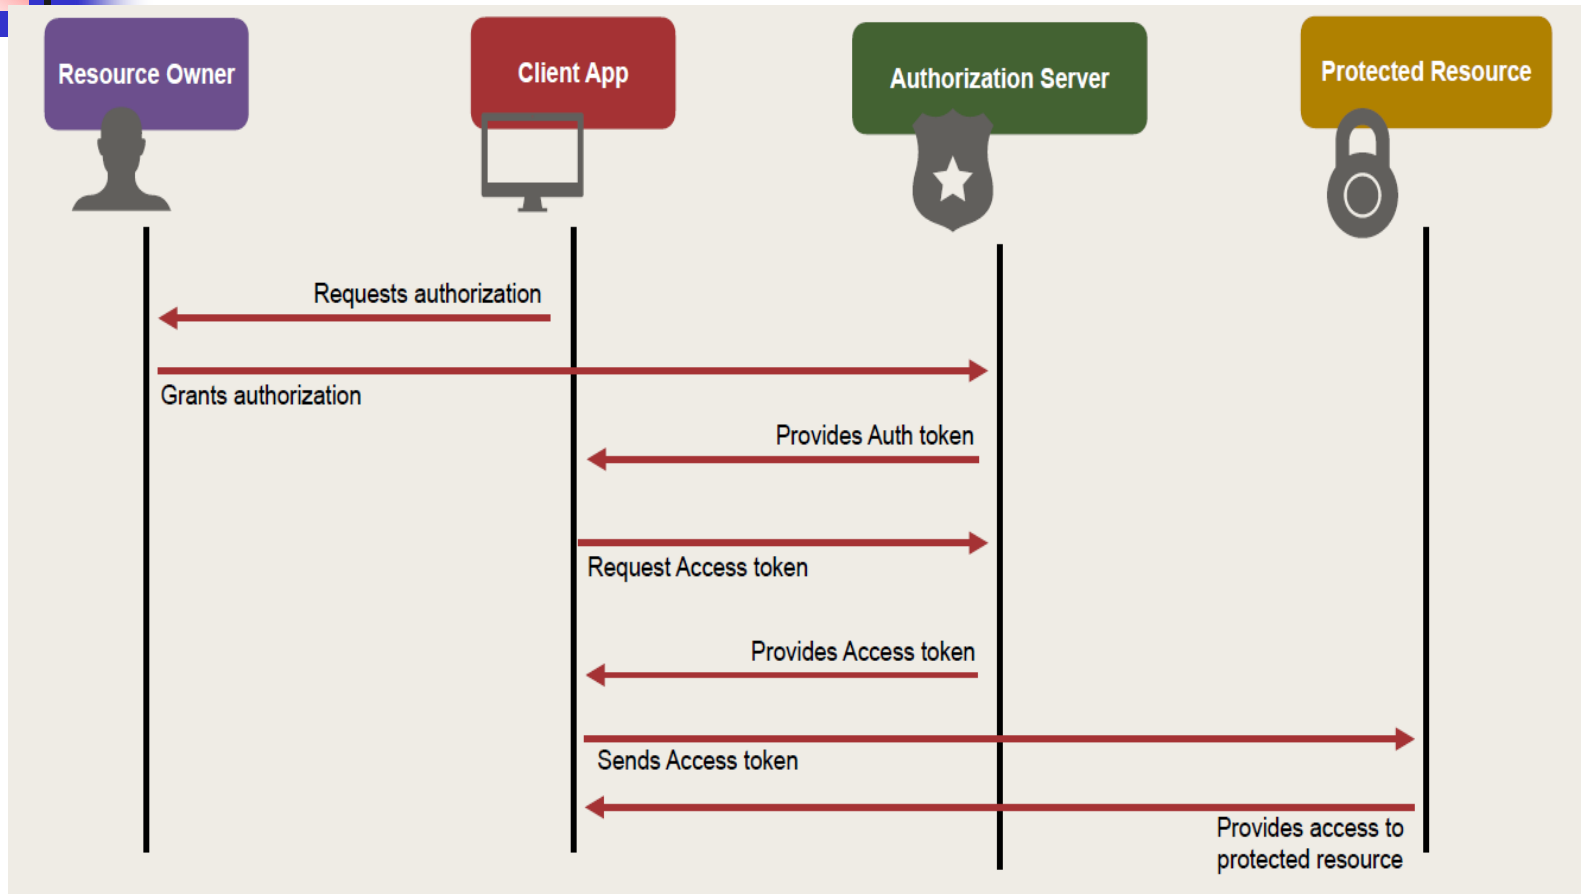 Resource Owner
Client App
Authorization Server
Protected Resource
Requests authorization
Grants authorization
Provides Auth token
Request Access token
Provides Access token
Sends Access token
Provides access to
protected resource